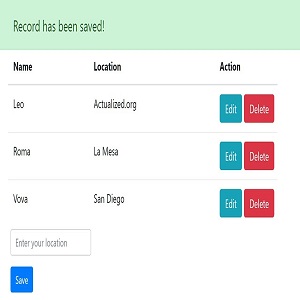 Record has been saved!
Name Location Action
Leo Actualized.org Edit Delete
Roma La Mesa Edit Delete
Vova San Diego Edit Delete
Enter your location
Save